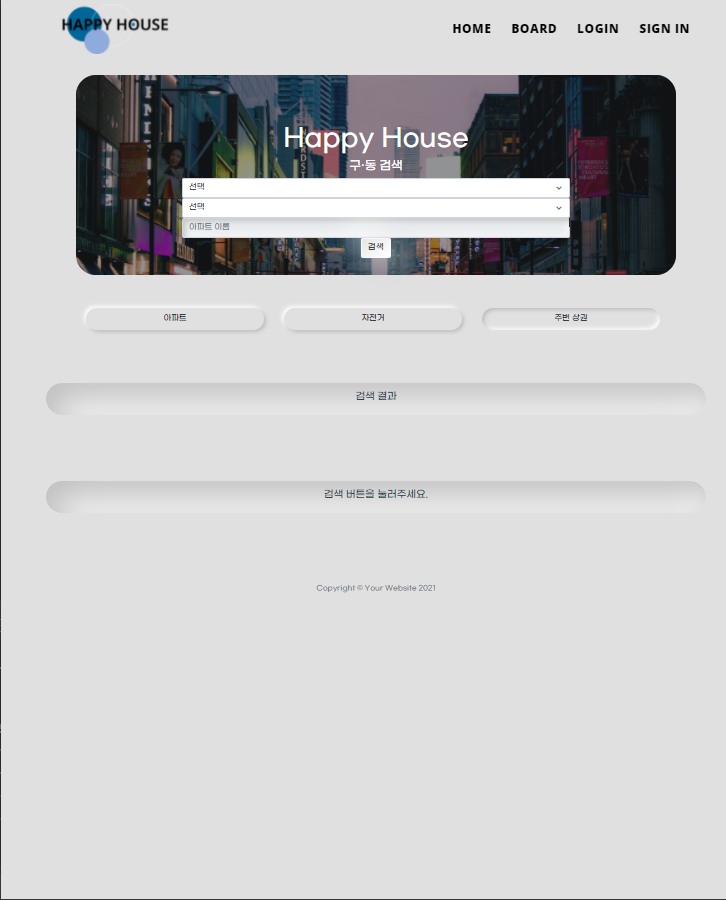 HAPPY HOUSE
HOME BOARD LOGIN SIGN IN
Happy House
구·동 검색
선택
선택
아파트 이름
검색
아파트 자전거 주변 상권
검색 결과
검색 버튼을 눌러주세요.
Copyright © Your Website 2021